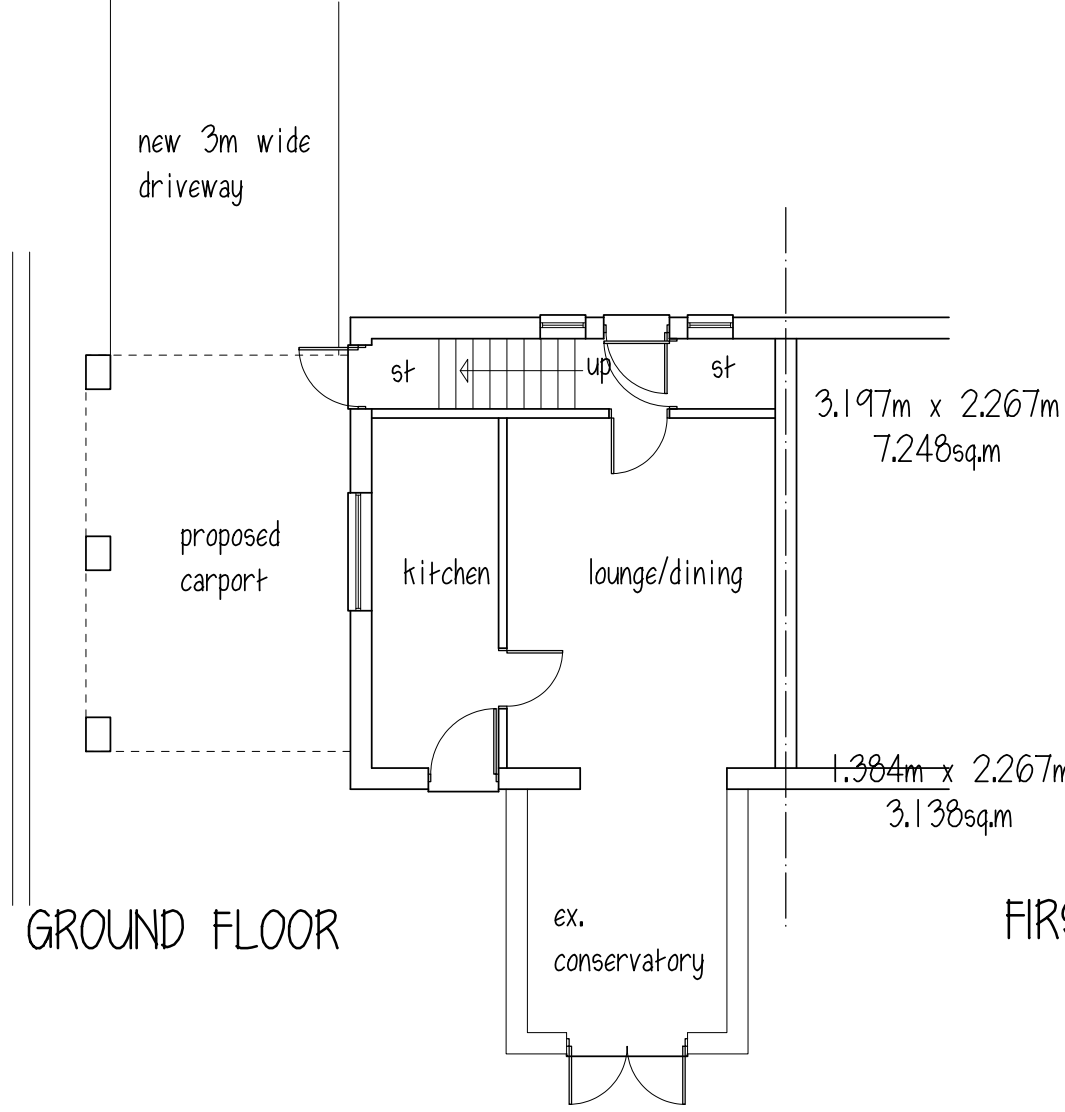 new 3m wide
driveway
st
up
st
3.197m x 2.267m
7.248sq.m
proposed
carport
kitchen
lounge/dining
1.384m x 2.267m
3.138sq.m
GROUND FLOOR
FIRS
ex.
conservatory